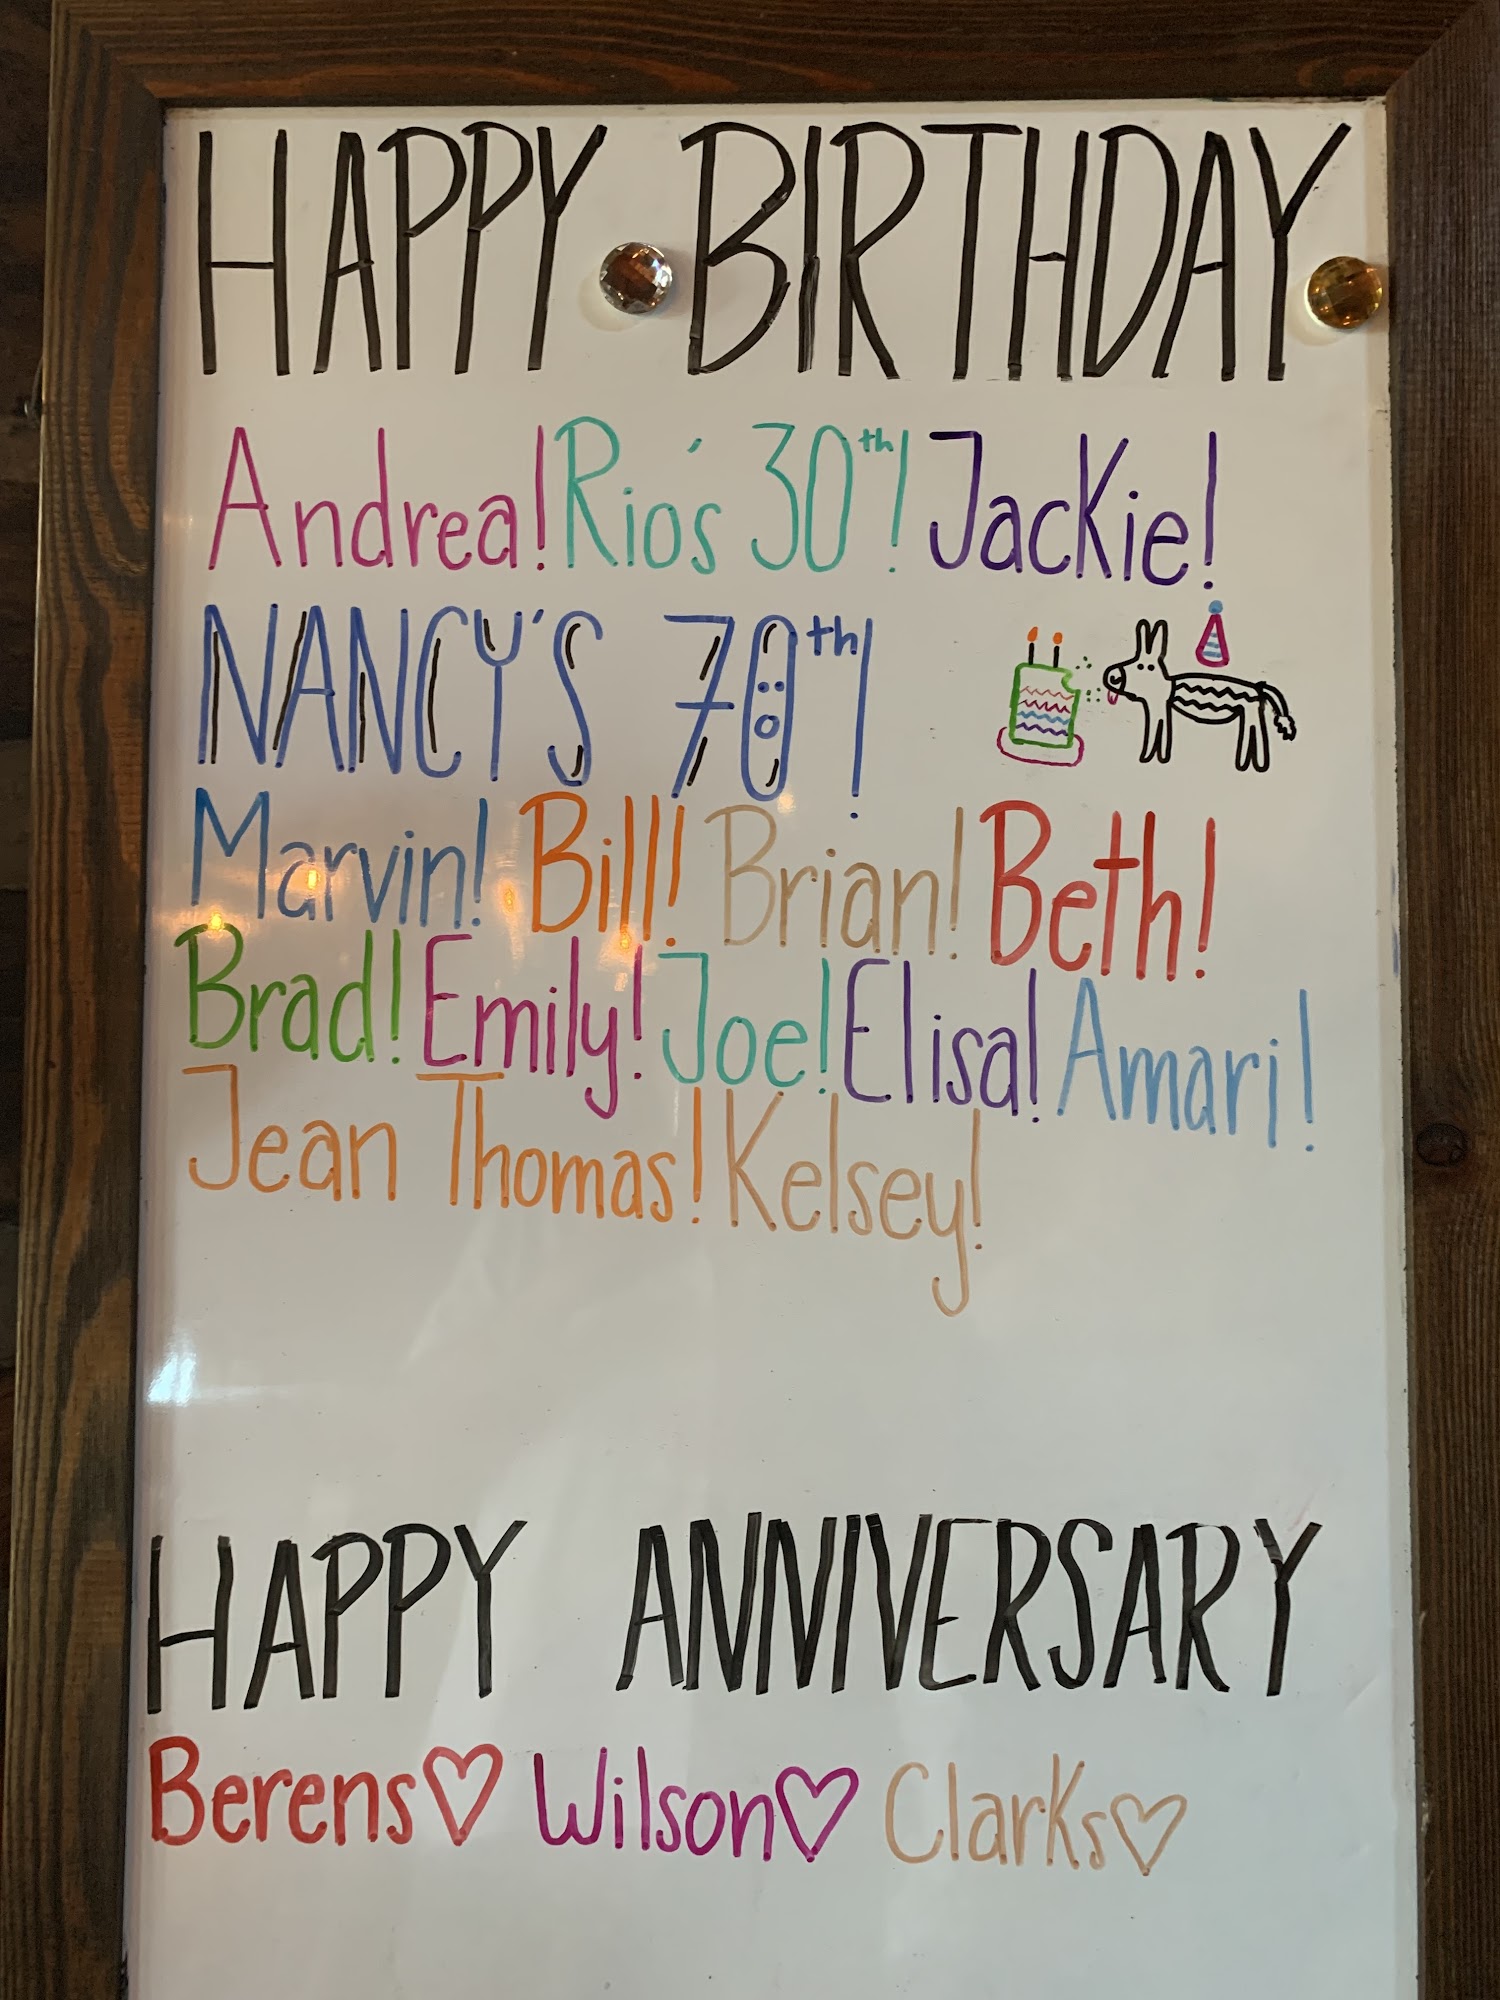 HAPPY BIRTHDAY
Andrea! Rio's 30th! Jackie!
NANCY'S 70th!
Marvin! Bill! Brian! Beth!
Brad! Emily! Joe! Elisa! Amari!
Jean Thomas! Kelsey!
HAPPY ANNIVERSARY
Berens♡ Wilson♡ Clarks♡